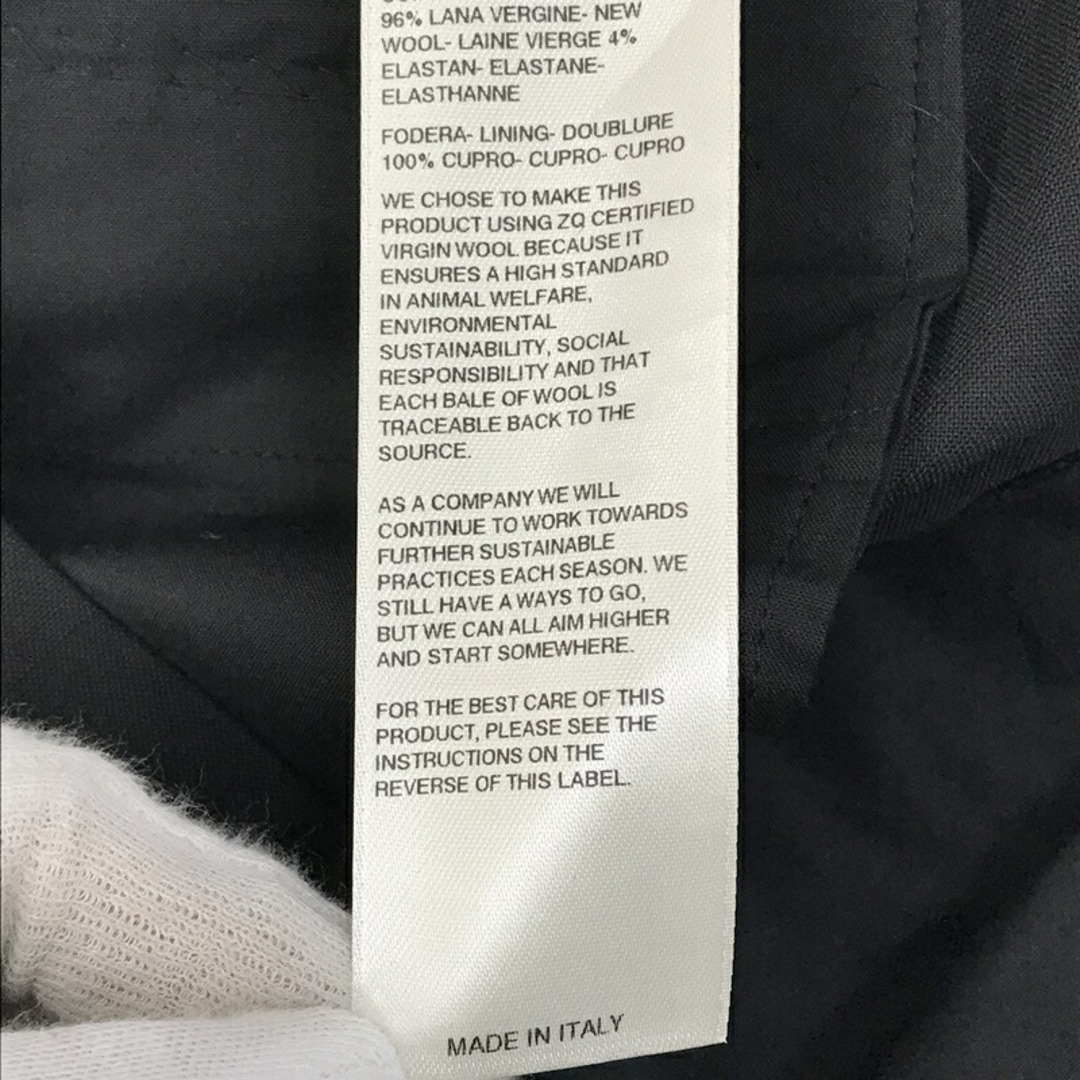 96% LANA VERGINE- NEW
WOOL- LAINE VIERGE 4%
ELASTAN- ELASTANE-
ELASTHANNE
FODERA- LINING- DOUBLURE
100% CUPRO- CUPRO- CUPRO
WE CHOSE TO MAKE THIS
PRODUCT USING ZQ CERTIFIED
VIRGIN WOOL BECAUSE IT
ENSURES A HIGH STANDARD
IN ANIMAL WELFARE,
ENVIRONMENTAL
SUSTAINABILITY, SOCIAL
RESPONSIBILITY AND THAT
EACH BALE OF WOOL IS
TRACEABLE BACK TO THE
SOURCE.
AS A COMPANY WE WILL
CONTINUE TO WORK TOWARDS
FURTHER SUSTAINABLE
PRACTICES EACH SEASON. WE
STILL HAVE A WAYS TO GO,
BUT WE CAN ALL AIM HIGHER
AND START SOMEWHERE.
FOR THE BEST CARE OF THIS
PRODUCT, PLEASE SEE THE
INSTRUCTIONS ON THE
REVERSE OF THIS LABEL.
MADE IN ITALY